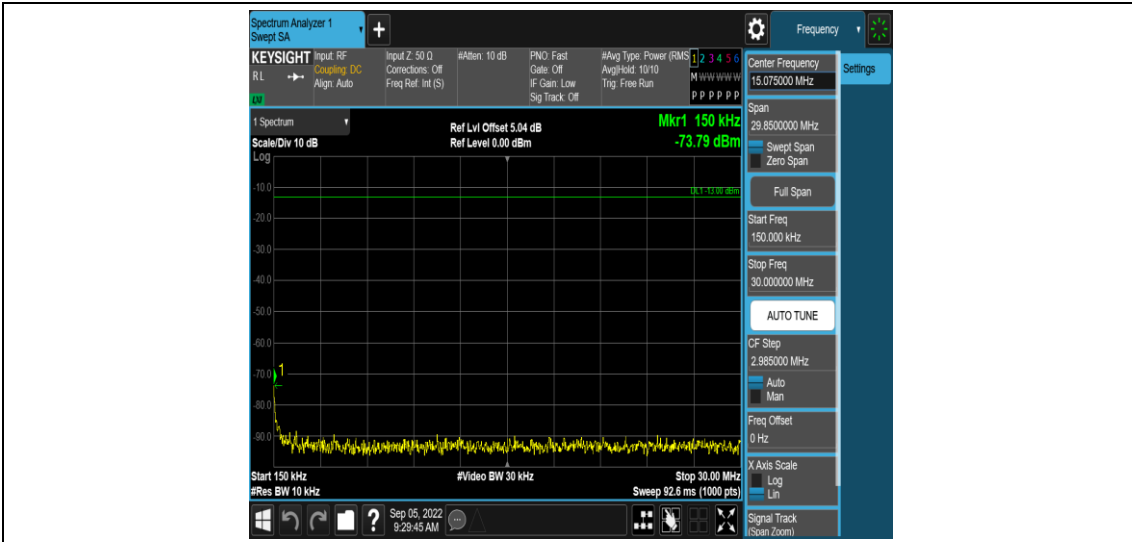 Spectrum Analyzer 1
Swept SA
+
Frequency
KEYSIGHT
RL
LXI
Input: RF
Coupling: DC
Align: Auto
Input Z: 50 Ω
Corrections: Off
Freq Ref: Int (S)
#Atten: 10 dB
PNO: Fast
Gate: Off
IF Gain: Low
Sig Track: Off
#Avg Type: Power (RMS
Avg|Hold: 10/10
Trig: Free Run
1 2 3 4 5 6
M W W W W W
P P P P P P
1 Spectrum
Scale/Div 10 dB
Log
Ref Lvl Offset 5.04 dB
Ref Level 0.00 dBm
Mkr1 150 kHz
-73.79 dBm
DL1 -13.00 dBm
-10.0
-20.0
-30.0
-40.0
-50.0
-60.0
-70.0
1
-80.0
-90.0
Start 150 kHz
#Res BW 10 kHz
#Video BW 30 kHz
Stop 30.00 MHz
Sweep 92.6 ms (1000 pts)
?
Sep 05, 2022
9:29:45 AM
Center Frequency
15.075000 MHz
Span
29.8500000 MHz
Swept Span
Zero Span
Full Span
Start Freq
150.000 kHz
Stop Freq
30.000000 MHz
AUTO TUNE
CF Step
2.985000 MHz
Auto
Man
Freq Offset
0 Hz
X Axis Scale
Log
Lin
Signal Track
(Span Zoom)
Settings